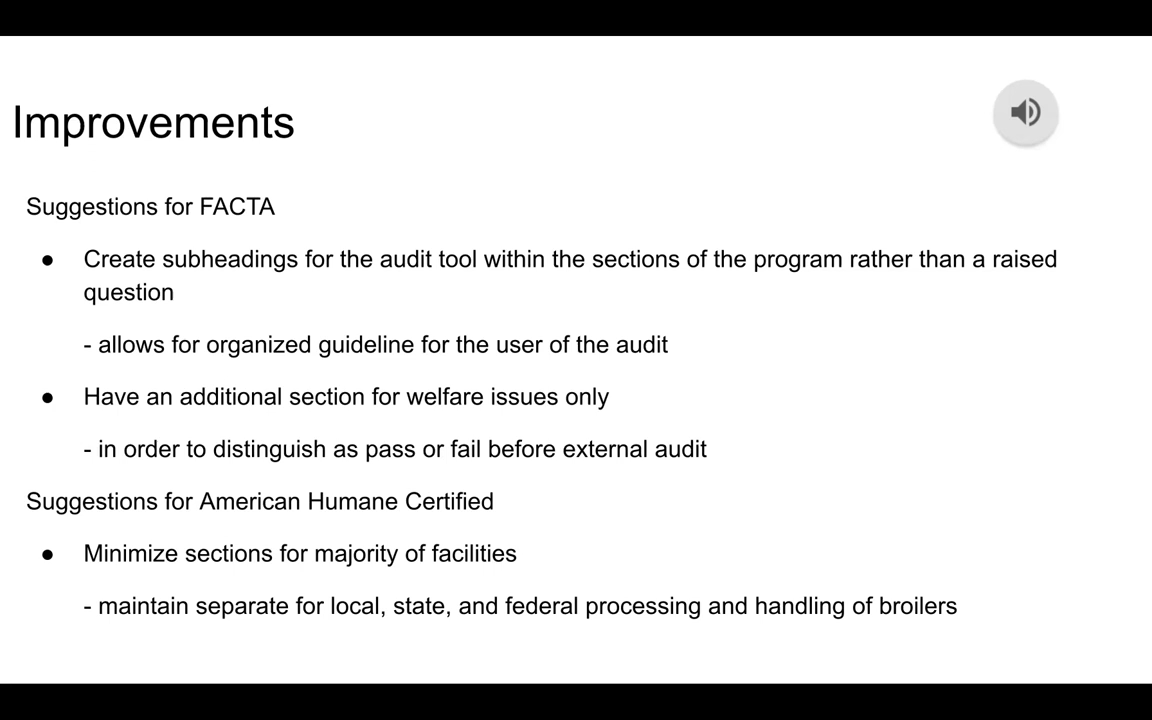 Improvements
Suggestions for FACTA
● Create subheadings for the audit tool within the sections of the program rather than a raised
question
- allows for organized guideline for the user of the audit
● Have an additional section for welfare issues only
- in order to distinguish as pass or fail before external audit
Suggestions for American Humane Certified
● Minimize sections for majority of facilities
- maintain separate for local, state, and federal processing and handling of broilers